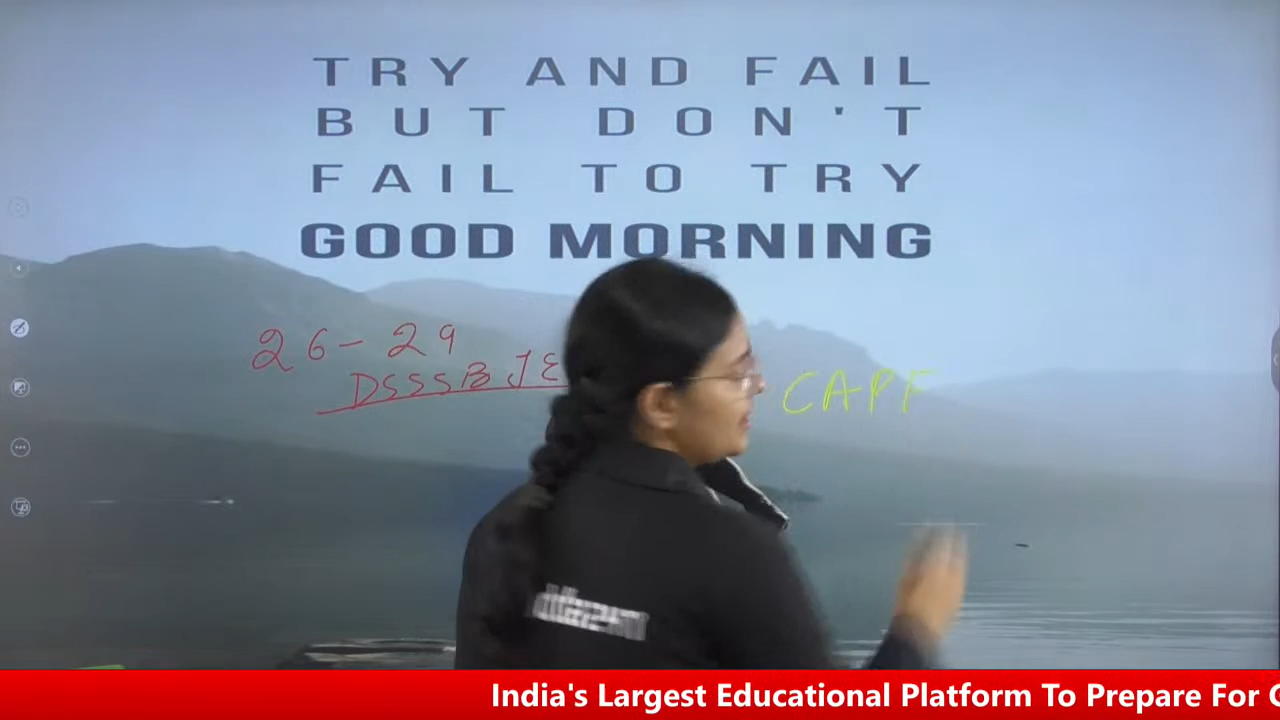 TRY AND FAIL
BUT DON'T
FAIL TO TRY
GOOD MORNING
26-29
DSSSB JE
CAPF
India's Largest Educational Platform To Prepare For